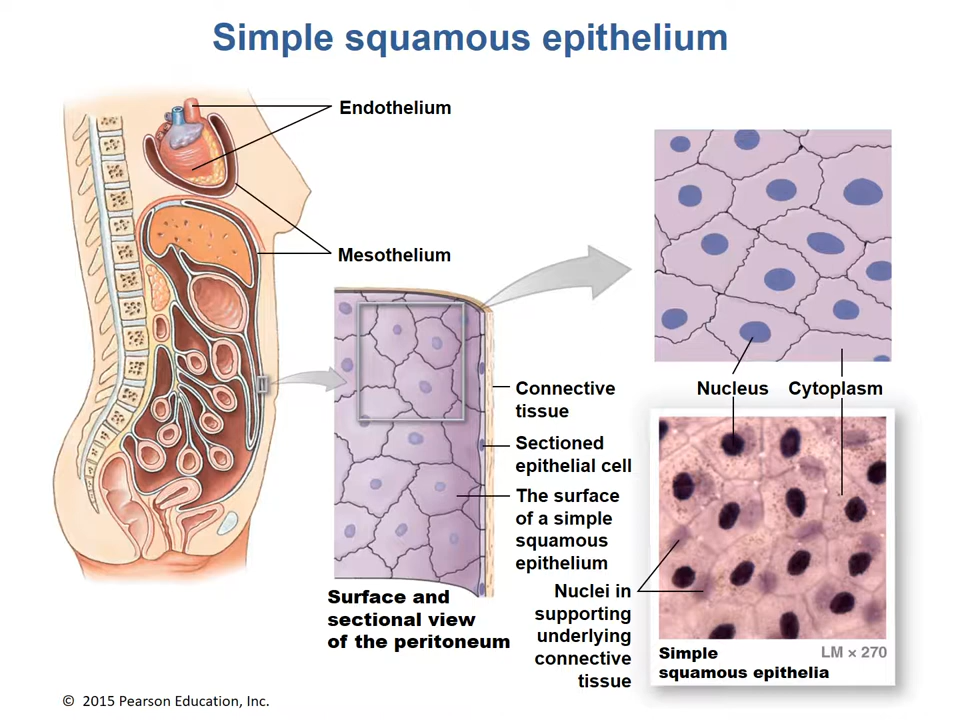 Simple squamous epithelium
Endothelium
Mesothelium
Connective
tissue
Sectioned
epithelial cell
The surface
of a simple
squamous
epithelium
Nuclei in
supporting
underlying
connective
tissue
Surface and
sectional view
of the peritoneum
Nucleus
Cytoplasm
Simple
squamous epithelia
LM × 270
© 2015 Pearson Education, Inc.